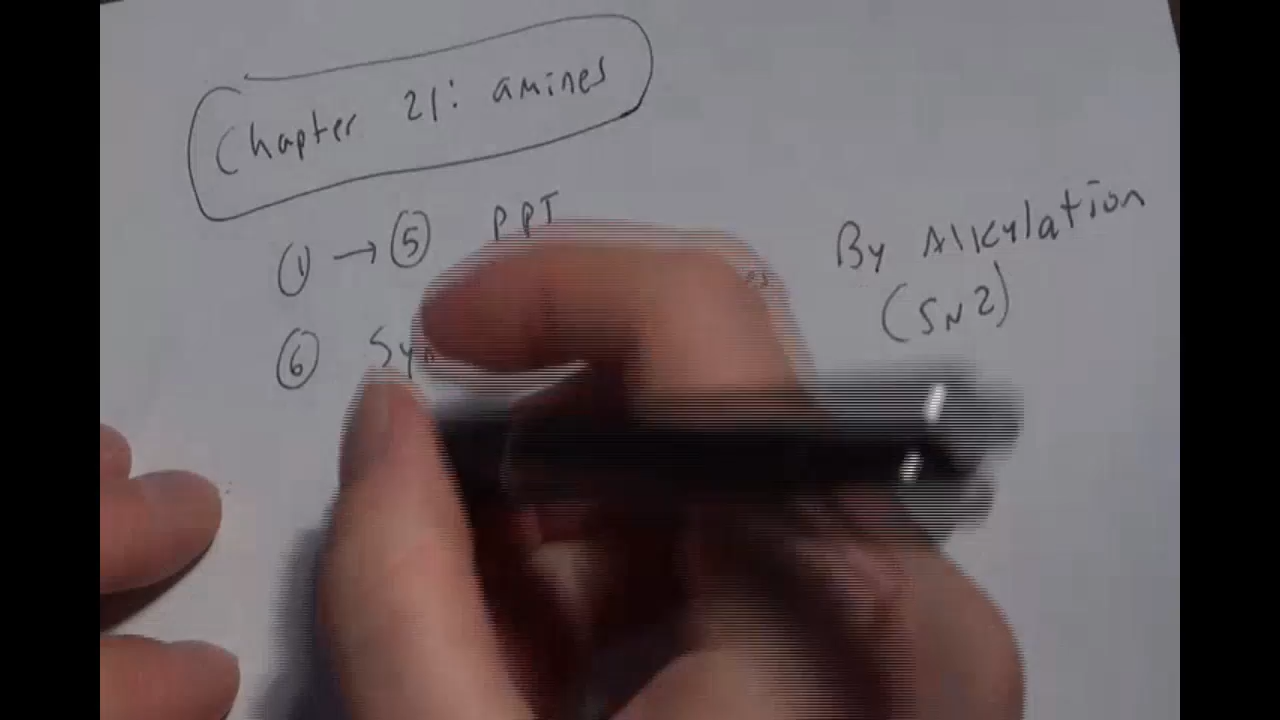 Chapter 21: amines
① → ⑤ PPT
⑥ By Alkylation
(SN2)